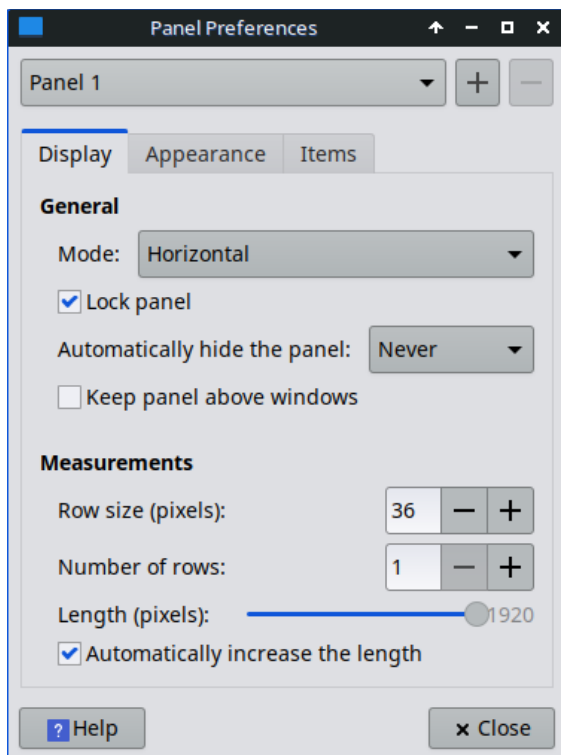 Panel Preferences
Panel 1
Display Appearance Items
General
Mode: Horizontal
Lock panel
Automatically hide the panel: Never
Keep panel above windows
Measurements
Row size (pixels): 36
Number of rows: 1
Length (pixels): 1920
Automatically increase the length
? Help × Close